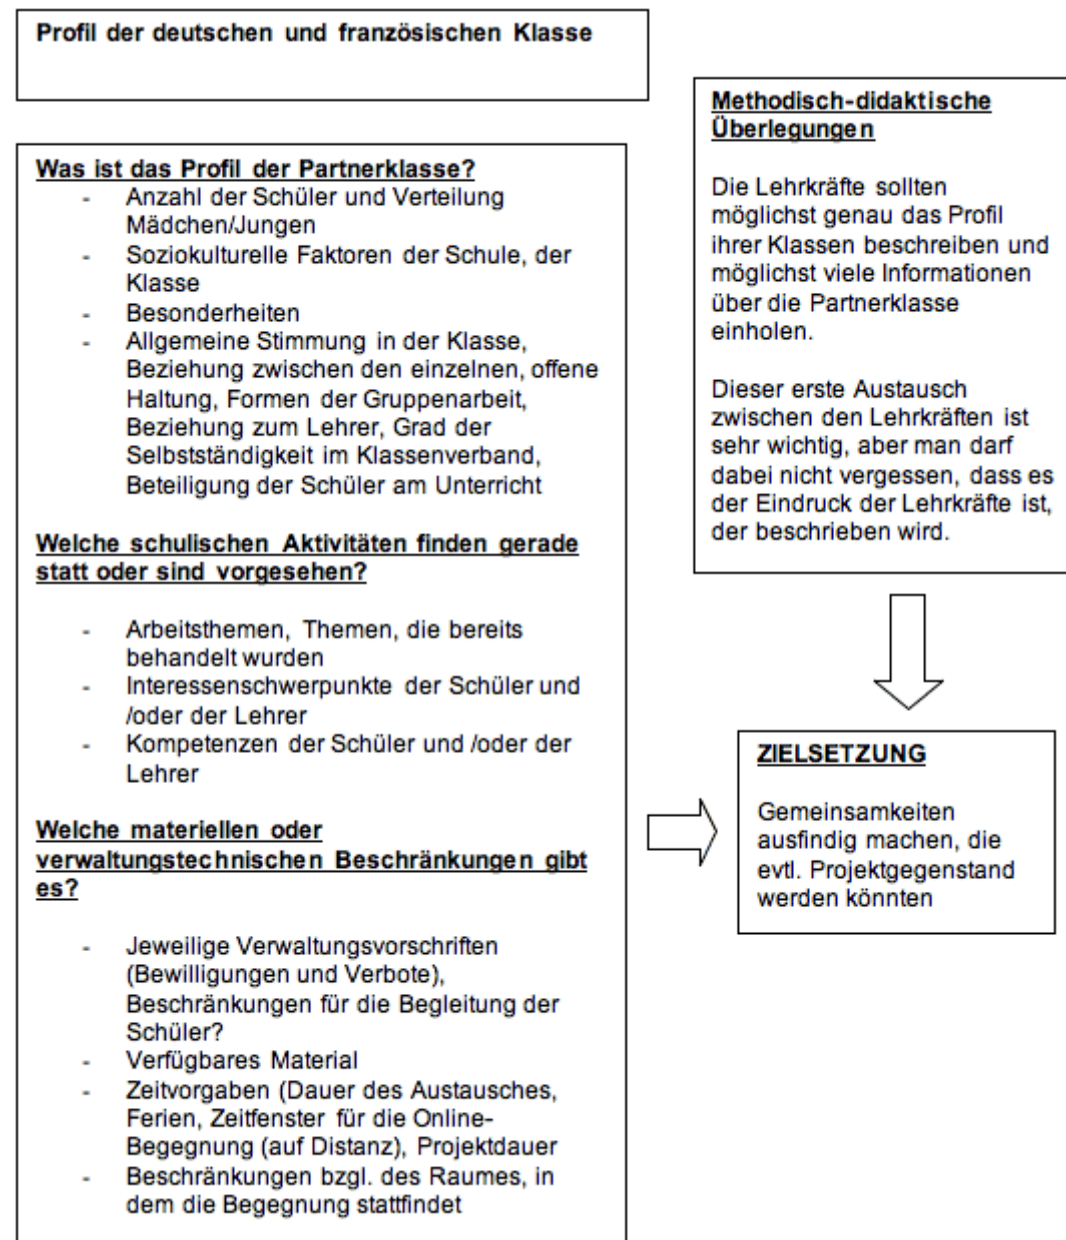 Profil der deutschen und französischen Klasse
Was ist das Profil der Partnerklasse?
- Anzahl der Schüler und Verteilung
Mädchen/Jungen
- Soziokulturelle Faktoren der Schule, der
Klasse
- Besonderheiten
- Allgemeine Stimmung in der Klasse,
Beziehung zwischen den einzelnen, offene
Haltung, Formen der Gruppenarbeit,
Beziehung zum Lehrer, Grad der
Selbstständigkeit im Klassenverband,
Beteiligung der Schüler am Unterricht
Welche schulischen Aktivitäten finden gerade
statt oder sind vorgesehen?
- Arbeitsthemen, Themen, die bereits
behandelt wurden
- Interessenschwerpunkte der Schüler und
/oder der Lehrer
- Kompetenzen der Schüler und /oder der
Lehrer
Welche materiellen oder
verwaltungstechnischen Beschränkungen gibt
es?
- Jeweilige Verwaltungsvorschriften
(Bewilligungen und Verbote),
Beschränkungen für die Begleitung der
Schüler?
- Verfügbares Material
- Zeitvorgaben (Dauer des Austausches,
Ferien, Zeitfenster für die Online-
Begegnung (auf Distanz), Projektdauer
- Beschränkungen bzgl. des Raumes, in
dem die Begegnung stattfindet
Methodisch-didaktische
Überlegungen
Die Lehrkräfte sollten
möglichst genau das Profil
ihrer Klassen beschreiben und
möglichst viele Informationen
über die Partnerklasse
einholen.
Dieser erste Austausch
zwischen den Lehrkräften ist
sehr wichtig, aber man darf
dabei nicht vergessen, dass es
der Eindruck der Lehrkräfte ist,
der beschrieben wird.
ZIELSETZUNG
Gemeinsamkeiten
ausfindig machen, die
evtl. Projektgegenstand
werden könnten